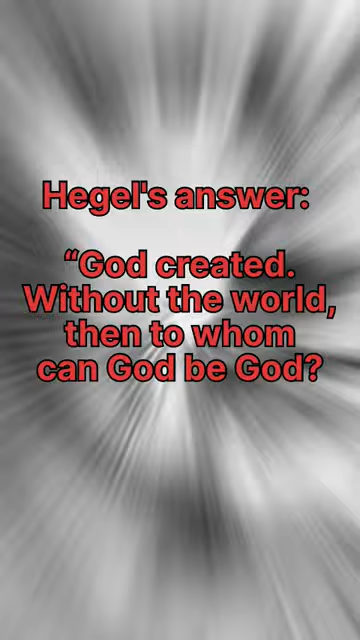 Hegel's answer:
“God created.
Without the world,
then to whom
can God be God?